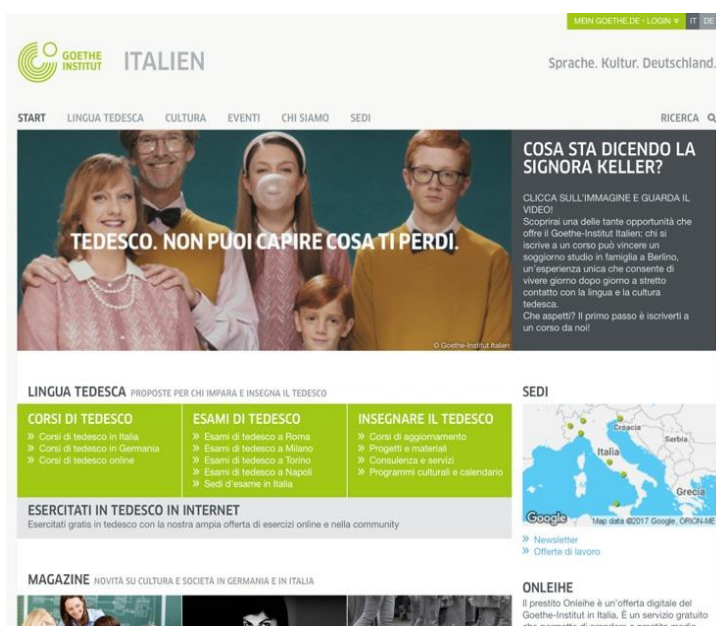 MEIN GOETHE.DE • LOGIN
IT
DE
GOETHE
INSTITUT
ITALIEN
Sprache. Kultur. Deutschland.
START
LINGUA TEDESCA
CULTURA
EVENTI
CHI SIAMO
SEDI
RICERCA
TEDESCO. NON PUOI CAPIRE COSA TI PERDI.
© Goethe-Institut Italien
COSA STA DICENDO LA
SIGNORA KELLER?
CLICCA SULL'IMMAGINE E GUARDA IL
VIDEO!
Scoprirai una delle tante opportunità che
offre il Goethe-Institut Italien: chi si
iscrive a un corso può vincere un
soggiorno studio in famiglia a Berlino,
un'esperienza unica che consente di
vivere giorno dopo giorno a stretto
contatto con la lingua e la cultura
tedesca.
Che aspetti? Il primo passo è iscriverti a
un corso da noi!
LINGUA TEDESCA PROPOSTE PER CHI IMPARA E INSEGNA IL TEDESCO
CORSI DI TEDESCO
» Corsi di tedesco in Italia
» Corsi di tedesco in Germania
» Corsi di tedesco online
ESAMI DI TEDESCO
» Esami di tedesco a Roma
» Esami di tedesco a Milano
» Esami di tedesco a Torino
» Esami di tedesco a Napoli
» Sedi d'esame in Italia
INSEGNARE IL TEDESCO
» Corsi di aggiornamento
» Progetti e materiali
» Consulenza e servizi
» Programmi culturali e calendario
ESERCITATI IN TEDESCO IN INTERNET
Esercitati gratis in tedesco con la nostra ampia offerta di esercizi online e nella community
SEDI
Croacia
Serbia
Italia
Grecia
Google
Map data ©2017 Google, ORION-ME
» Newsletter
» Offerte di lavoro
MAGAZINE NOVITÀ SU CULTURA E SOCIETÀ IN GERMANIA E IN ITALIA
ONLEIHE
Il prestito Onleihe è un'offerta digitale del
Goethe-Institut in Italia. È un servizio gratuito
che permette di prendere a prestito media